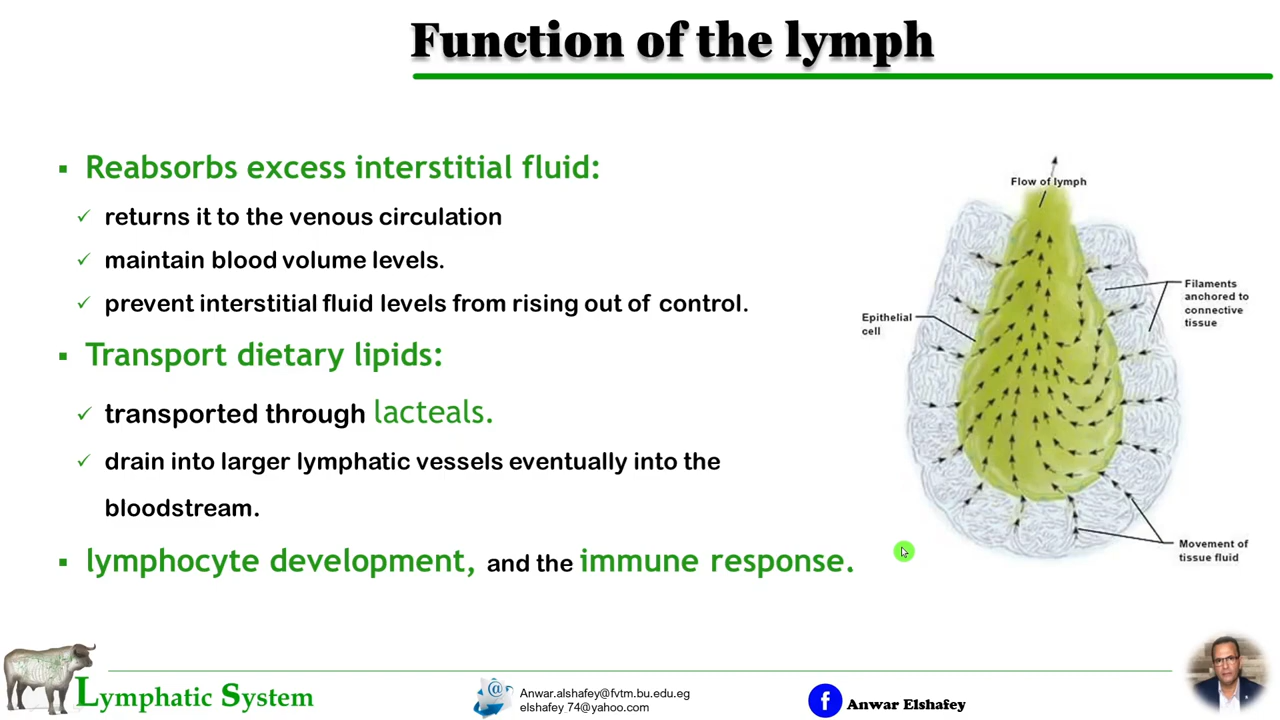 Function of the lymph
Reabsorbs excess interstitial fluid:
returns it to the venous circulation
maintain blood volume levels.
prevent interstitial fluid levels from rising out of control.
Transport dietary lipids:
transported through lacteals.
drain into larger lymphatic vessels eventually into the
bloodstream.
lymphocyte development, and the immune response.
Flow of lymph
Epithelial
cell
Filaments
anchored to
connective
tissue
Movement of
tissue fluid
Lymphatic System
@
Anwar.alshafey@fvtm.bu.edu.eg
elshafey 74@yahoo.com
f
Anwar Elshafey